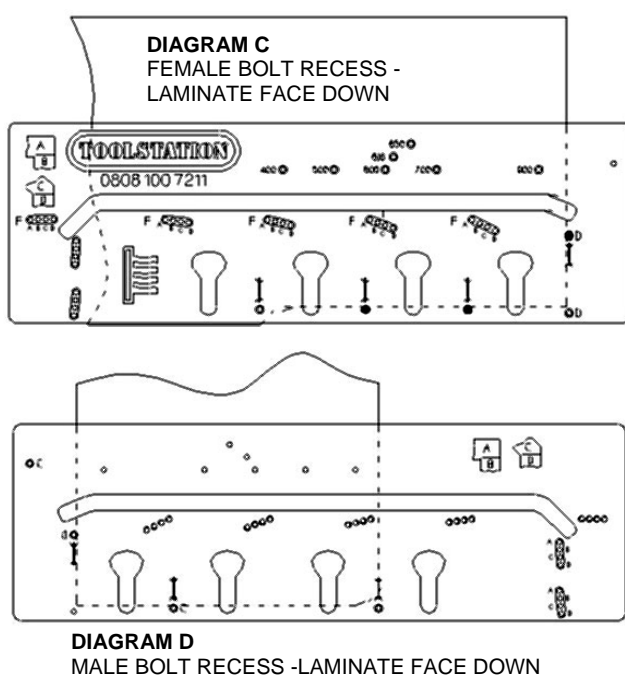 DIAGRAM C
FEMALE BOLT RECESS -
LAMINATE FACE DOWN
A
B
TOOLSTATION
650
616
400 500 600 700 900
C
D
0808 100 7211
F F F F F
A B C D A B C D A B C D A B C D A B C D
D
D
A
B
C
D
C
d
A B
C D
A B
C D
DIAGRAM D
MALE BOLT RECESS -LAMINATE FACE DOWN